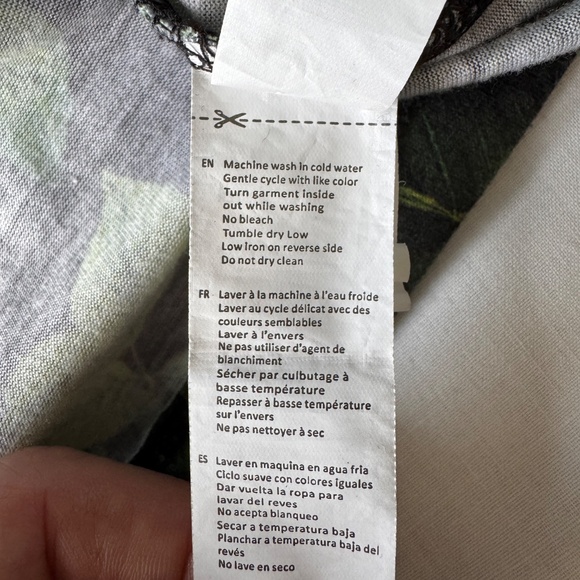 EN Machine wash in cold water
Gentle cycle with like color
Turn garment inside
out while washing
No bleach
Tumble dry Low
Low iron on reverse side
Do not dry clean
FR Laver à la machine à l'eau froide
Laver au cycle délicat avec des
couleurs semblables
Laver à l'envers
Ne pas utiliser d'agent de
blanchiment
Sécher par culbutage à
basse température
Repasser à basse température
sur l'envers
Ne pas nettoyer à sec
ES Laver en maquina en agua fria
Ciclo suave con colores iguales
Dar vuelta la ropa para
lavar del reves
No acepta blanqueo
Secar a temperatura baja
Planchar a temperatura baja del
revés
No lave en seco